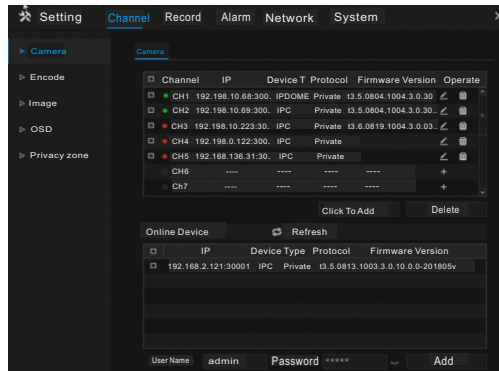 Setting Channel Record Alarm Network System
Camera
Encode
Image
OSD
Privacy zone
Camera
Channel IP Device T Protocol Firmware Version Operate
CH1 192.198.10.68:300. IPDOME Private t3.5.0804.1004.3.0.30
CH2 192.198.10.69:300. IPC Private t3.5.0804.1004.3.0.30..
CH3 192.198.10.223:30. IPC Private t3.6.0819.1004.3.0.03..
CH4 192.198.0.122:300. IPC Private
CH5 192.168.136.31:30. IPC Private
CH6 ---- ---- ---- ---- +
Ch7 ---- ---- ---- ---- +
Click To Add Delete
Online Device Refresh
IP Device Type Protocol Firmware Version
192.168.2.121:30001 IPC Private t3.5.0813.1003.3.0.10.0.0-201805v
User Name admin Password ***** Add